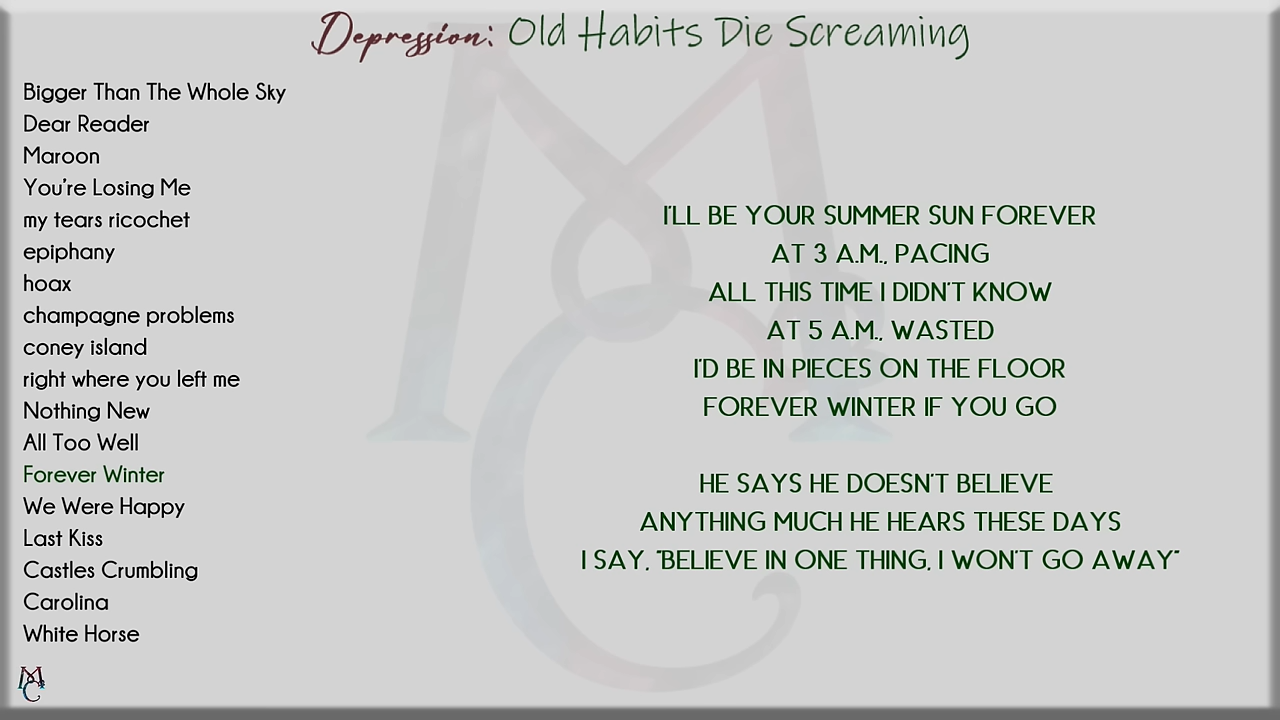 Depression: Old Habits Die Screaming
Bigger Than The Whole Sky
Dear Reader
Maroon
You're Losing Me
my tears ricochet
epiphany
hoax
champagne problems
coney island
right where you left me
Nothing New
All Too Well
Forever Winter
We Were Happy
Last Kiss
Castles Crumbling
Carolina
White Horse
I'LL BE YOUR SUMMER SUN FOREVER
AT 3 A.M., PACING
ALL THIS TIME I DIDN'T KNOW
AT 5 A.M., WASTED
I'D BE IN PIECES ON THE FLOOR
FOREVER WINTER IF YOU GO
HE SAYS HE DOESN'T BELIEVE
ANYTHING MUCH HE HEARS THESE DAYS
I SAY, "BELIEVE IN ONE THING, I WON'T GO AWAY"
MC